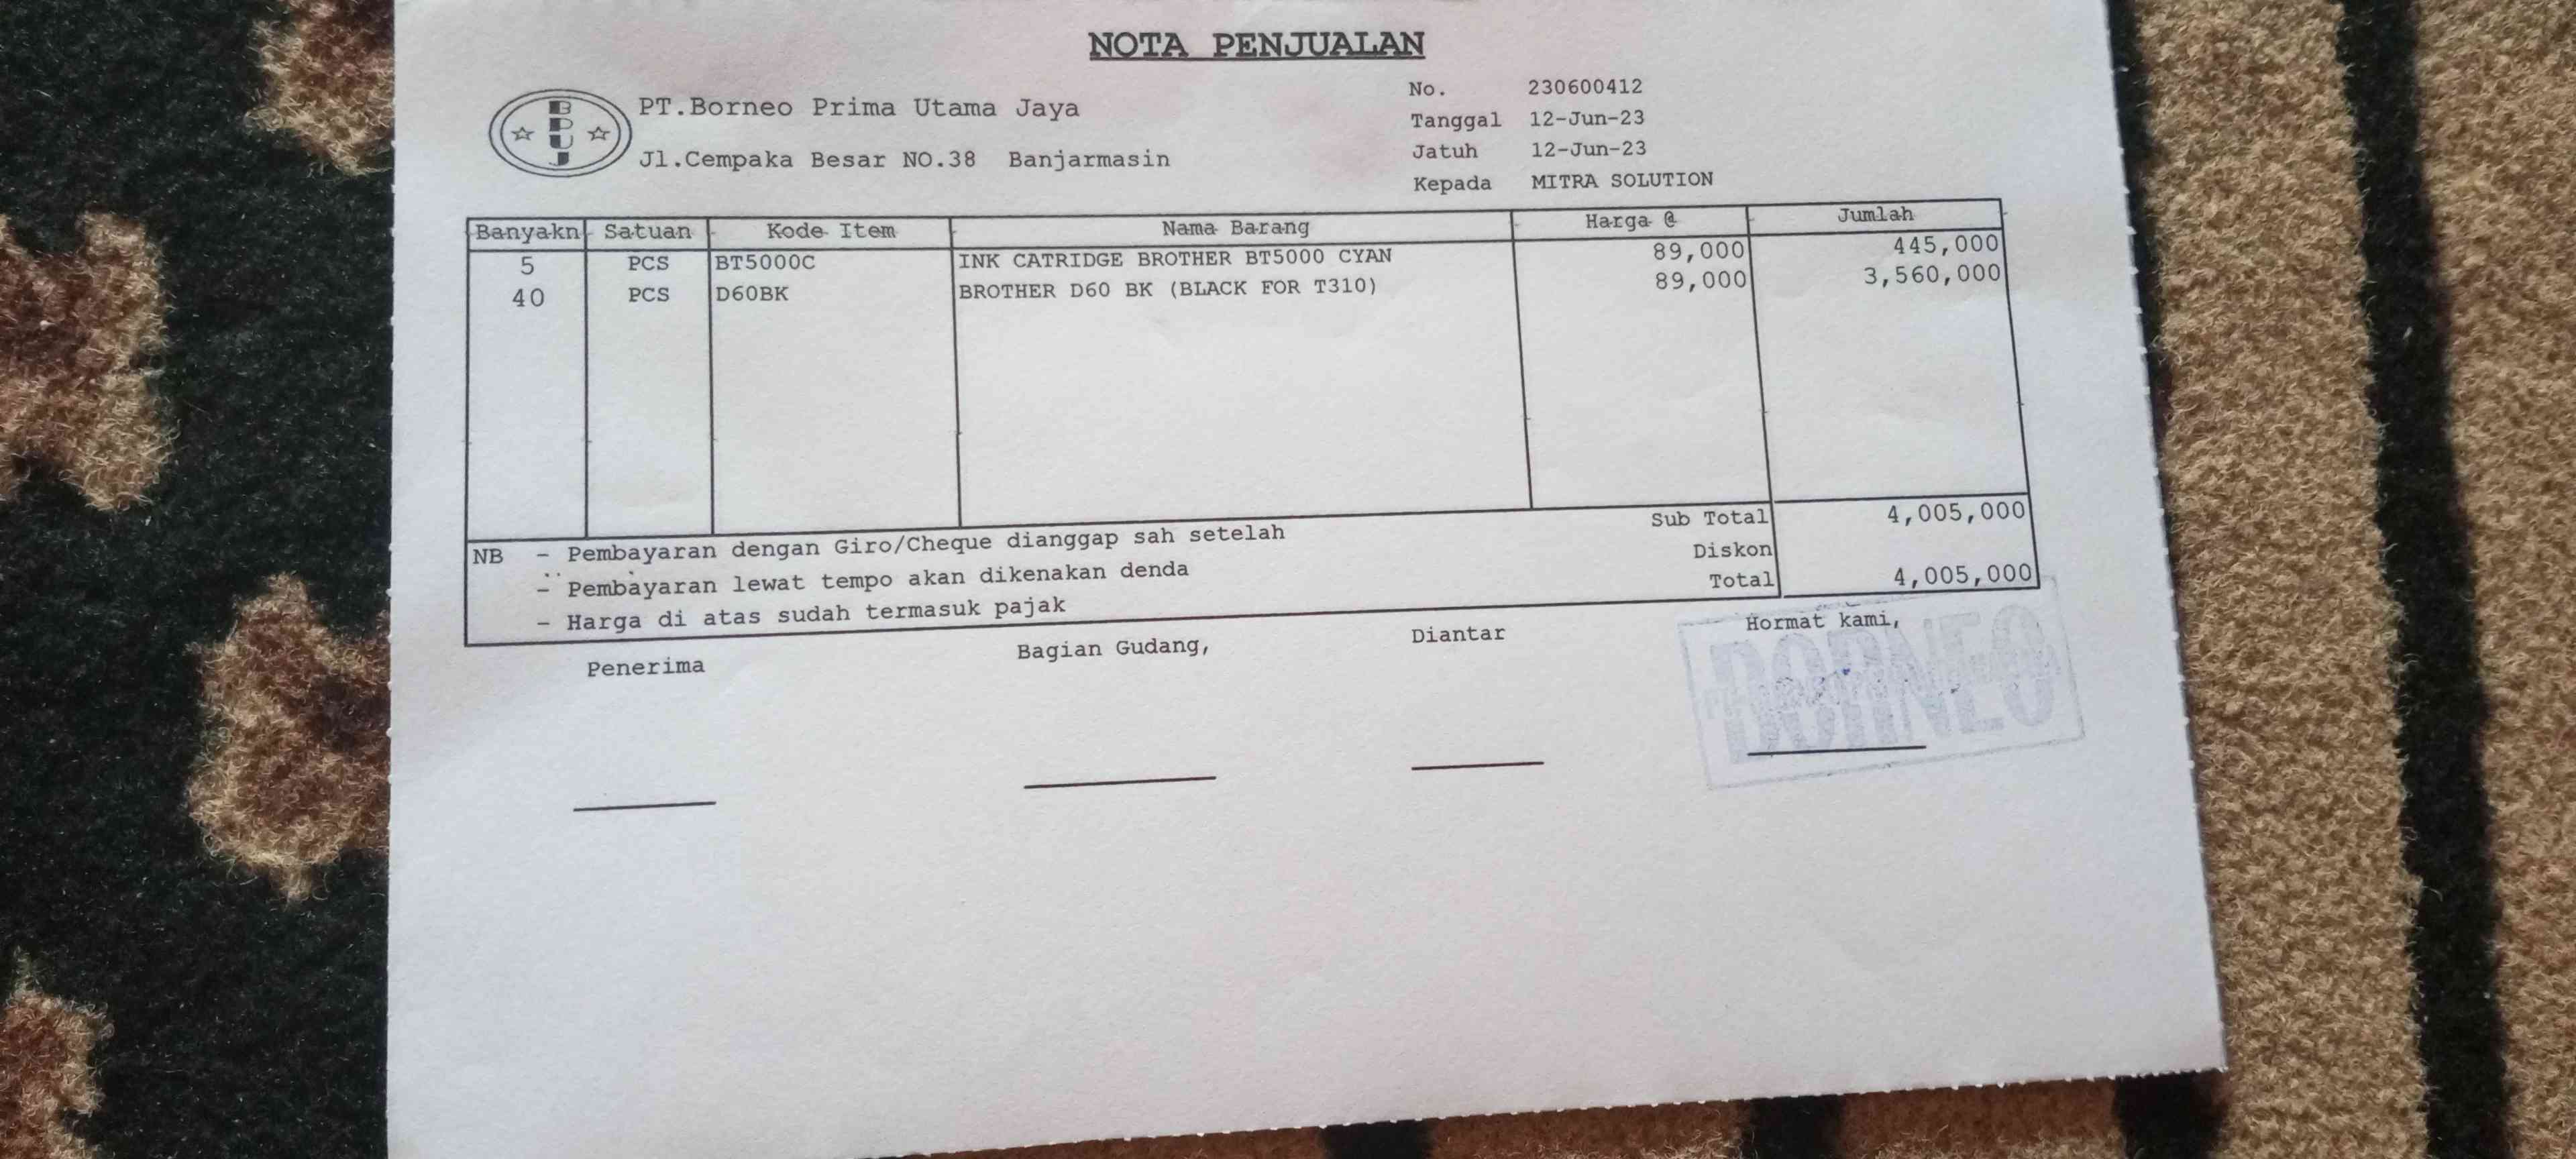 NOTA PENJUALAN
BPUJ
PT.Borneo Prima Utama Jaya
Jl.Cempaka Besar NO.38 Banjarmasin
No. 230600412
Tanggal 12-Jun-23
Jatuh 12-Jun-23
Kepada MITRA SOLUTION
Banyakn Satuan Kode Item Nama Barang Harga @ Jumlah
5 PCS BT5000C INK CATRIDGE BROTHER BT5000 CYAN 89,000 445,000
40 PCS D60BK BROTHER D60 BK (BLACK FOR T310) 89,000 3,560,000
Sub Total 4,005,000
Diskon
Total 4,005,000
NB - Pembayaran dengan Giro/Cheque dianggap sah setelah
- Pembayaran lewat tempo akan dikenakan denda
- Harga di atas sudah termasuk pajak
Penerima Bagian Gudang, Diantar Hormat kami,
BORNEO